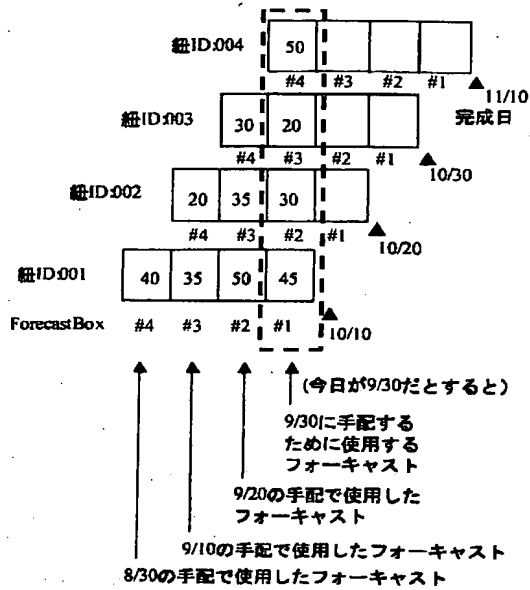 紐ID:004 50
#4 #3 #2 #1
11/10
完成日
紐ID:003 30 20
#4 #3 #2 #1
10/30
紐ID:002 20 35 30
#4 #3 #2 #1
10/20
紐ID:001 40 35 50 45
ForecastBox #4 #3 #2 #1
10/10
(今日が9/30だとすると)
9/30に手配する
ために使用する
フォーキャスト
9/20の手配で使用した
フォーキャスト
9/10の手配で使用したフォーキャスト
8/30の手配で使用したフォーキャスト